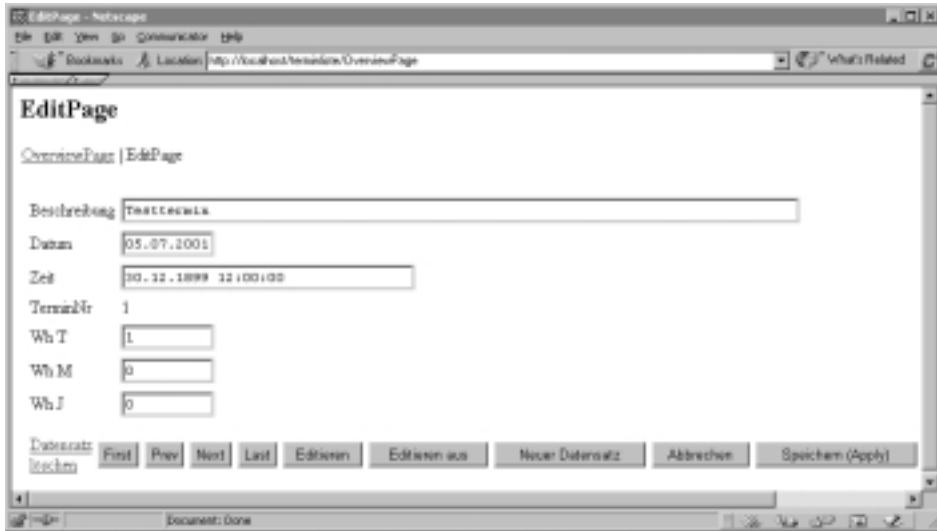 EditPage - Netscape
File Edit View Go Communicator Help
Bookmarks Location http://localhost/terminliste/OverviewPage What's Related
EditPage
OverviewPage | EditPage
Beschreibung Testtermin
Datum 05.07.2001
Zeit 30.12.1899 12:00:00
TerminNr 1
Wh T 1
Wh M 0
Wh J 0
Datensatz
löschen
First Prev Next Last Editieren Editieren aus Neuer Datensatz Abbrechen Speichern (Apply)
Document: Done